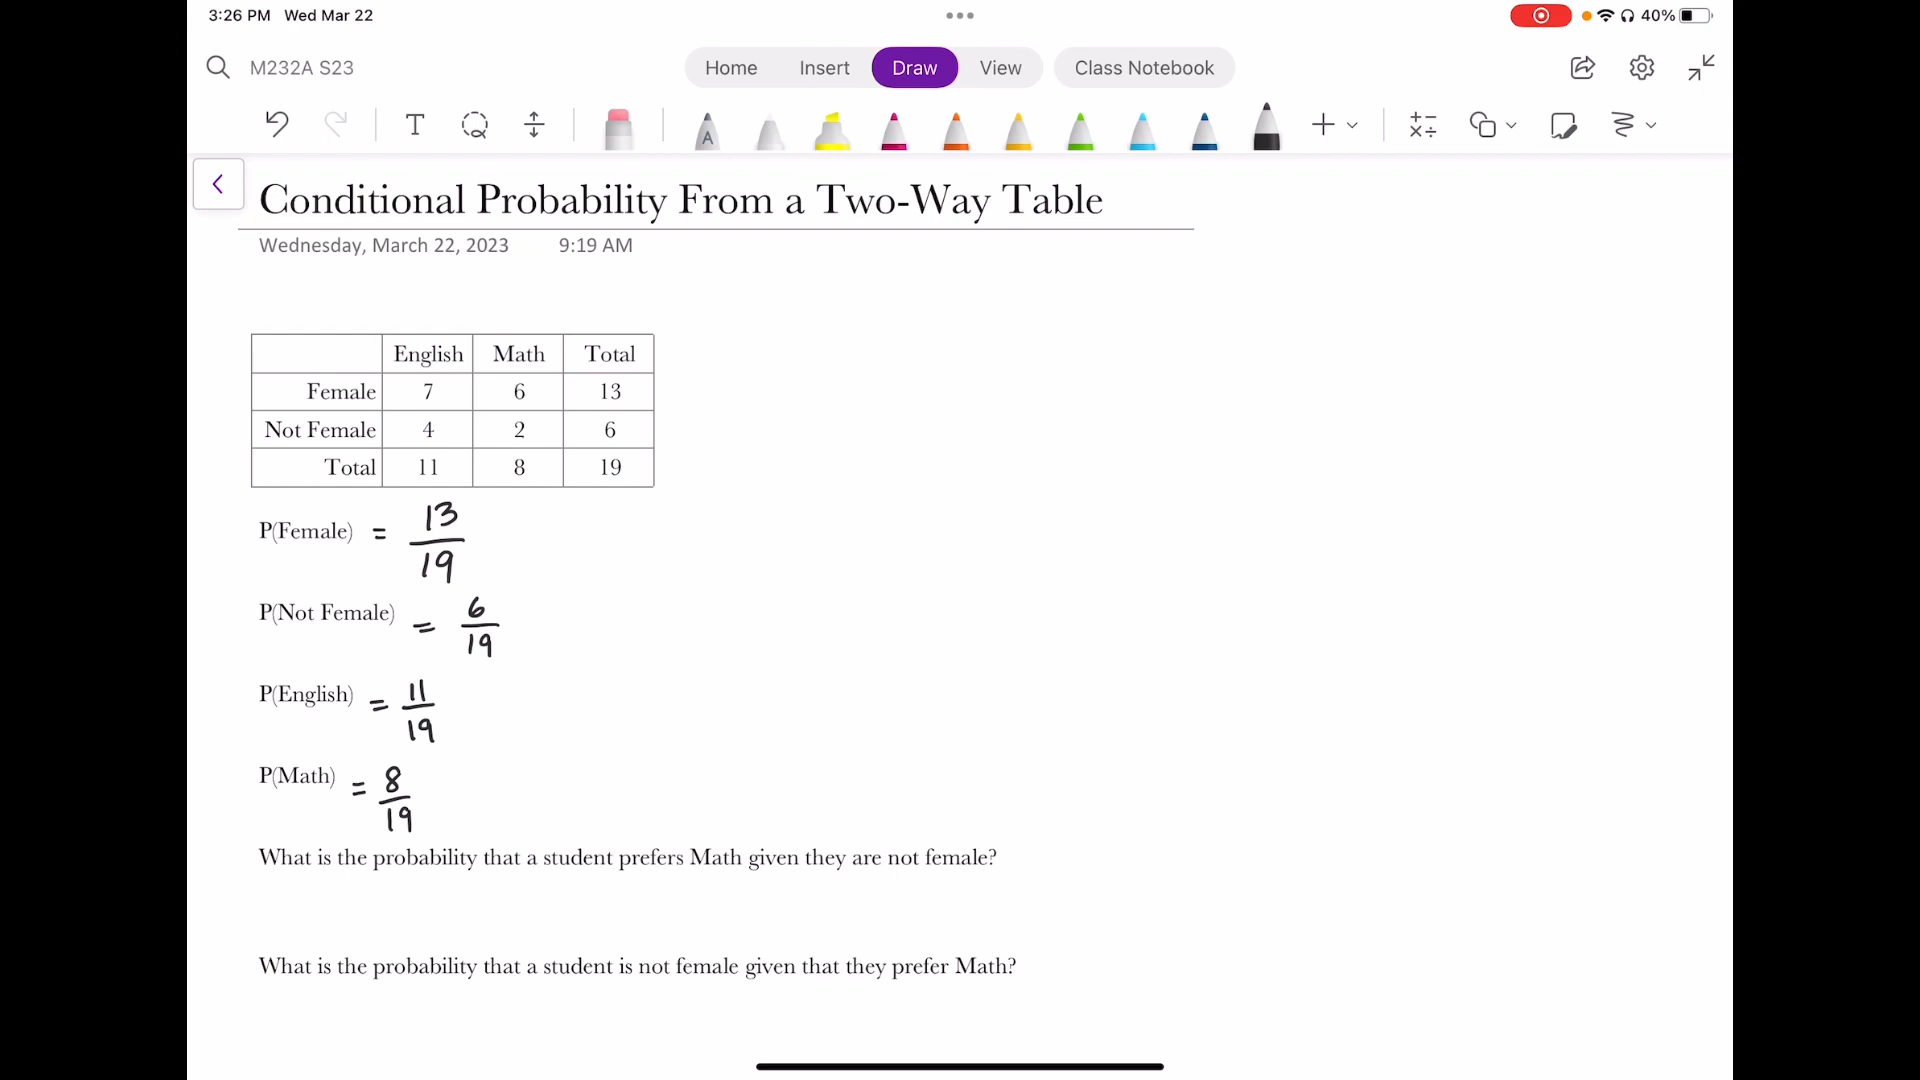 3:26 PM Wed Mar 22
40%
M232A S23
Home Insert Draw View Class Notebook
T
A
Conditional Probability From a Two-Way Table
Wednesday, March 22, 2023 9:19 AM
English Math Total
Female 7 6 13
Not Female 4 2 6
Total 11 8 19
P(Female) = 13/19
P(Not Female) = 6/19
P(English) = 11/19
P(Math) = 8/19
What is the probability that a student prefers Math given they are not female?
What is the probability that a student is not female given that they prefer Math?